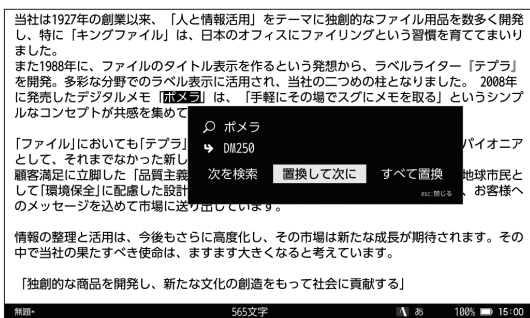 当社は1927年の創業以来、「人と情報活用」をテーマに独創的なファイル用品を数多く開発
し、特に「キングファイル」は、日本のオフィスにファイリングという習慣を育ててまいり
ました。
また1988年に、ファイルのタイトル表示を作るという発想から、ラベルライター『テプラ』
を開発。多彩な分野でのラベル表示に活用され、当社の二つめの柱となりました。 2008年
に発売したデジタルメモ「ポメラ」は、「手軽にその場でスグにメモを取る」というシンプ
ルなコンセプトが共感を集めて
ポメラ
DM250
次を検索 置換して次に すべて置換
esc:閉じる
「ファイル」においても「テプラ」 パイオニア
として、それまでなかった新し
顧客満足に立脚した「品質主義 地球市民と
して「環境保全」に配慮した設計 、お客様へ
のメッセージを込めて市場に送り出しています。
情報の整理と活用は、今後もさらに高度化し、その市場は新たな成長が期待されます。その
中で当社の果たすべき使命は、ますます大きくなると考えています。
「独創的な商品を開発し、新たな文化の創造をもって社会に貢献する」
無題* 565文字 あ 100% 15:00